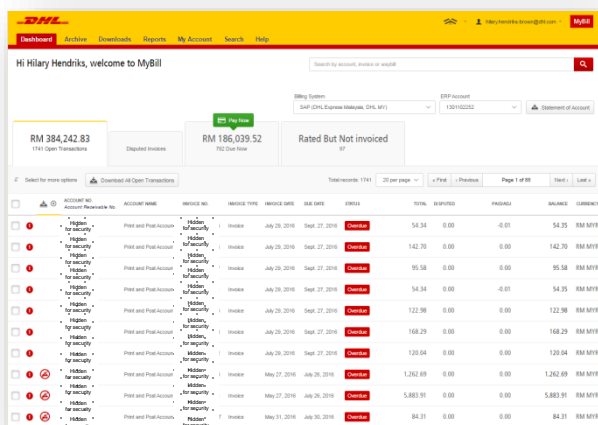 DHL
hilary.hendriks-brown@dhl.com MyBill
Dashboard Archive Downloads Reports My Account Search Help
Hi Hilary Hendriks, welcome to MyBill
Search by account, invoice or waybill
Billing System ERP Account
SAP (DHL Express Malaysia, DHL MY) 1301102252 Statement of Account
Pay Now
RM 384,242.83 RM 186,039.52 Rated But Not invoiced
1741 Open Transactions Disputed Invoices 792 Due Now 97
Select for more options Download All Open Transactions Total records: 1741 20 per page « First ‹ Previous Page 1 of 88 Next › Last »
ACCOUNT NO. ACCOUNT NAME INVOICE NO. INVOICE TYPE INVOICE DATE DUE DATE STATUS TOTAL DISPUTED BALANCE CURRENCY
Account Receivable No.
Hidden for security Print and Post Accoun Hidden for security Invoice July 29, 2016 Sept. 27, 2016 Overdue 54.34 0.00 -0.01 54.35 RM MYR
Hidden for security Print and Post Accoun Hidden for security Invoice July 29, 2016 Sept. 27, 2016 Overdue 142.70 0.00 0.00 142.70 RM MYR
Hidden for security Print and Post Accoun Hidden for security Invoice July 29, 2016 Sept. 27, 2016 Overdue 95.58 0.00 0.00 95.58 RM MYR
Hidden for security Print and Post Accoun Hidden for security Invoice July 29, 2016 Sept. 27, 2016 Overdue 54.34 0.00 -0.01 54.35 RM MYR
Hidden for security Print and Post Accoun Hidden for security Invoice July 29, 2016 Sept. 27, 2016 Overdue 122.98 0.00 0.00 122.98 RM MYR
Hidden for security Print and Post Accoun Hidden for security Invoice July 29, 2016 Sept. 27, 2016 Overdue 168.29 0.00 0.00 168.29 RM MYR
Hidden for security Print and Post Accoun Hidden for security Invoice July 29, 2016 Sept. 27, 2016 Overdue 120.04 0.00 0.00 120.04 RM MYR
Hidden for security Print and Post Accoun Hidden for security Invoice May 27, 2016 July 26, 2016 Overdue 1,262.69 0.00 0.00 1,262.69 RM MYR
Hidden for security Print and Post Accoun Hidden for security Invoice May 27, 2016 July 26, 2016 Overdue 5,883.91 0.00 0.00 5,883.91 RM MYR
Hidden for security Print and Post Accoun Hidden for security Invoice May 31, 2016 July 30, 2016 Overdue 84.31 0.00 0.00 84.31 RM MYR